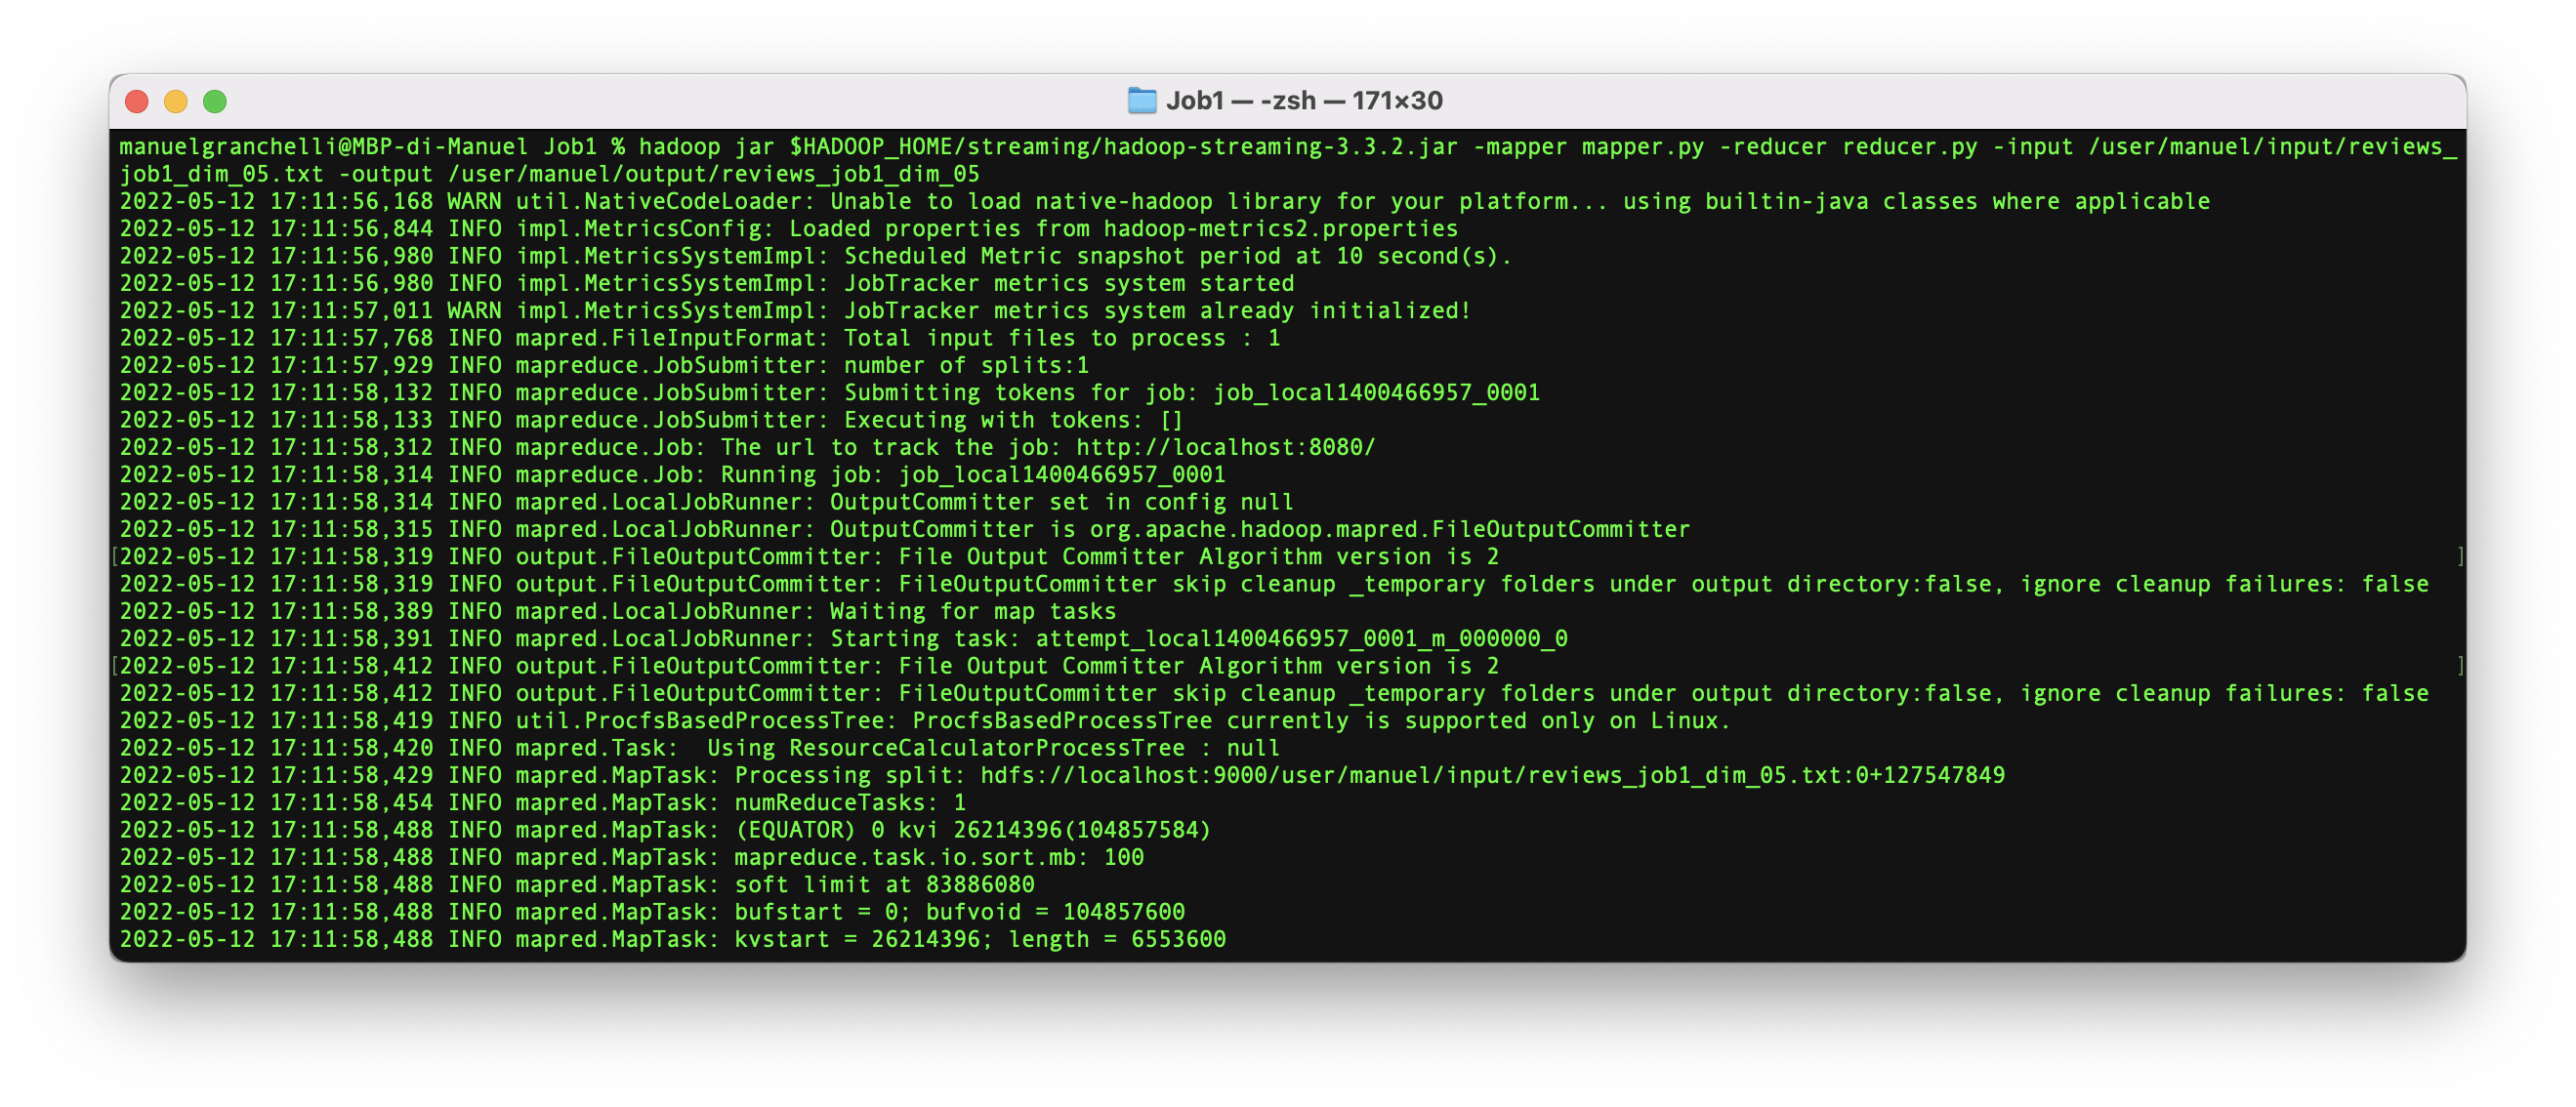 Job1 — -zsh — 171×30
manuelgranchelli@MBP-di-Manuel Job1 % hadoop jar $HADOOP_HOME/streaming/hadoop-streaming-3.3.2.jar -mapper mapper.py -reducer reducer.py -input /user/manuel/input/reviews_
job1_dim_05.txt -output /user/manuel/output/reviews_job1_dim_05
2022-05-12 17:11:56,168 WARN util.NativeCodeLoader: Unable to load native-hadoop library for your platform... using builtin-java classes where applicable
2022-05-12 17:11:56,844 INFO impl.MetricsConfig: Loaded properties from hadoop-metrics2.properties
2022-05-12 17:11:56,980 INFO impl.MetricsSystemImpl: Scheduled Metric snapshot period at 10 second(s).
2022-05-12 17:11:56,980 INFO impl.MetricsSystemImpl: JobTracker metrics system started
2022-05-12 17:11:57,011 WARN impl.MetricsSystemImpl: JobTracker metrics system already initialized!
2022-05-12 17:11:57,768 INFO mapred.FileInputFormat: Total input files to process : 1
2022-05-12 17:11:57,929 INFO mapreduce.JobSubmitter: number of splits:1
2022-05-12 17:11:58,132 INFO mapreduce.JobSubmitter: Submitting tokens for job: job_local1400466957_0001
2022-05-12 17:11:58,133 INFO mapreduce.JobSubmitter: Executing with tokens: []
2022-05-12 17:11:58,312 INFO mapreduce.Job: The url to track the job: http://localhost:8080/
2022-05-12 17:11:58,314 INFO mapreduce.Job: Running job: job_local1400466957_0001
2022-05-12 17:11:58,314 INFO mapred.LocalJobRunner: OutputCommitter set in config null
2022-05-12 17:11:58,315 INFO mapred.LocalJobRunner: OutputCommitter is org.apache.hadoop.mapred.FileOutputCommitter
[2022-05-12 17:11:58,319 INFO output.FileOutputCommitter: File Output Committer Algorithm version is 2 ]
2022-05-12 17:11:58,319 INFO output.FileOutputCommitter: FileOutputCommitter skip cleanup _temporary folders under output directory:false, ignore cleanup failures: false
2022-05-12 17:11:58,389 INFO mapred.LocalJobRunner: Waiting for map tasks
2022-05-12 17:11:58,391 INFO mapred.LocalJobRunner: Starting task: attempt_local1400466957_0001_m_000000_0
[2022-05-12 17:11:58,412 INFO output.FileOutputCommitter: File Output Committer Algorithm version is 2 ]
2022-05-12 17:11:58,412 INFO output.FileOutputCommitter: FileOutputCommitter skip cleanup _temporary folders under output directory:false, ignore cleanup failures: false
2022-05-12 17:11:58,419 INFO util.ProcfsBasedProcessTree: ProcfsBasedProcessTree currently is supported only on Linux.
2022-05-12 17:11:58,420 INFO mapred.Task:  Using ResourceCalculatorProcessTree : null
2022-05-12 17:11:58,429 INFO mapred.MapTask: Processing split: hdfs://localhost:9000/user/manuel/input/reviews_job1_dim_05.txt:0+127547849
2022-05-12 17:11:58,454 INFO mapred.MapTask: numReduceTasks: 1
2022-05-12 17:11:58,488 INFO mapred.MapTask: (EQUATOR) 0 kvi 26214396(104857584)
2022-05-12 17:11:58,488 INFO mapred.MapTask: mapreduce.task.io.sort.mb: 100
2022-05-12 17:11:58,488 INFO mapred.MapTask: soft limit at 83886080
2022-05-12 17:11:58,488 INFO mapred.MapTask: bufstart = 0; bufvoid = 104857600
2022-05-12 17:11:58,488 INFO mapred.MapTask: kvstart = 26214396; length = 6553600